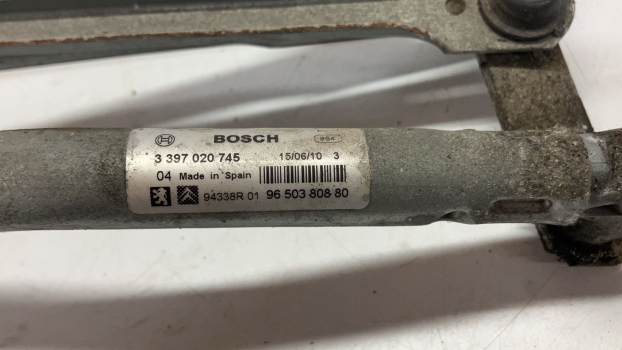 BOSCH 004
3 397 020 745 15/06/10 3
04 Made in Spain
94338R 01 96 503 808 80